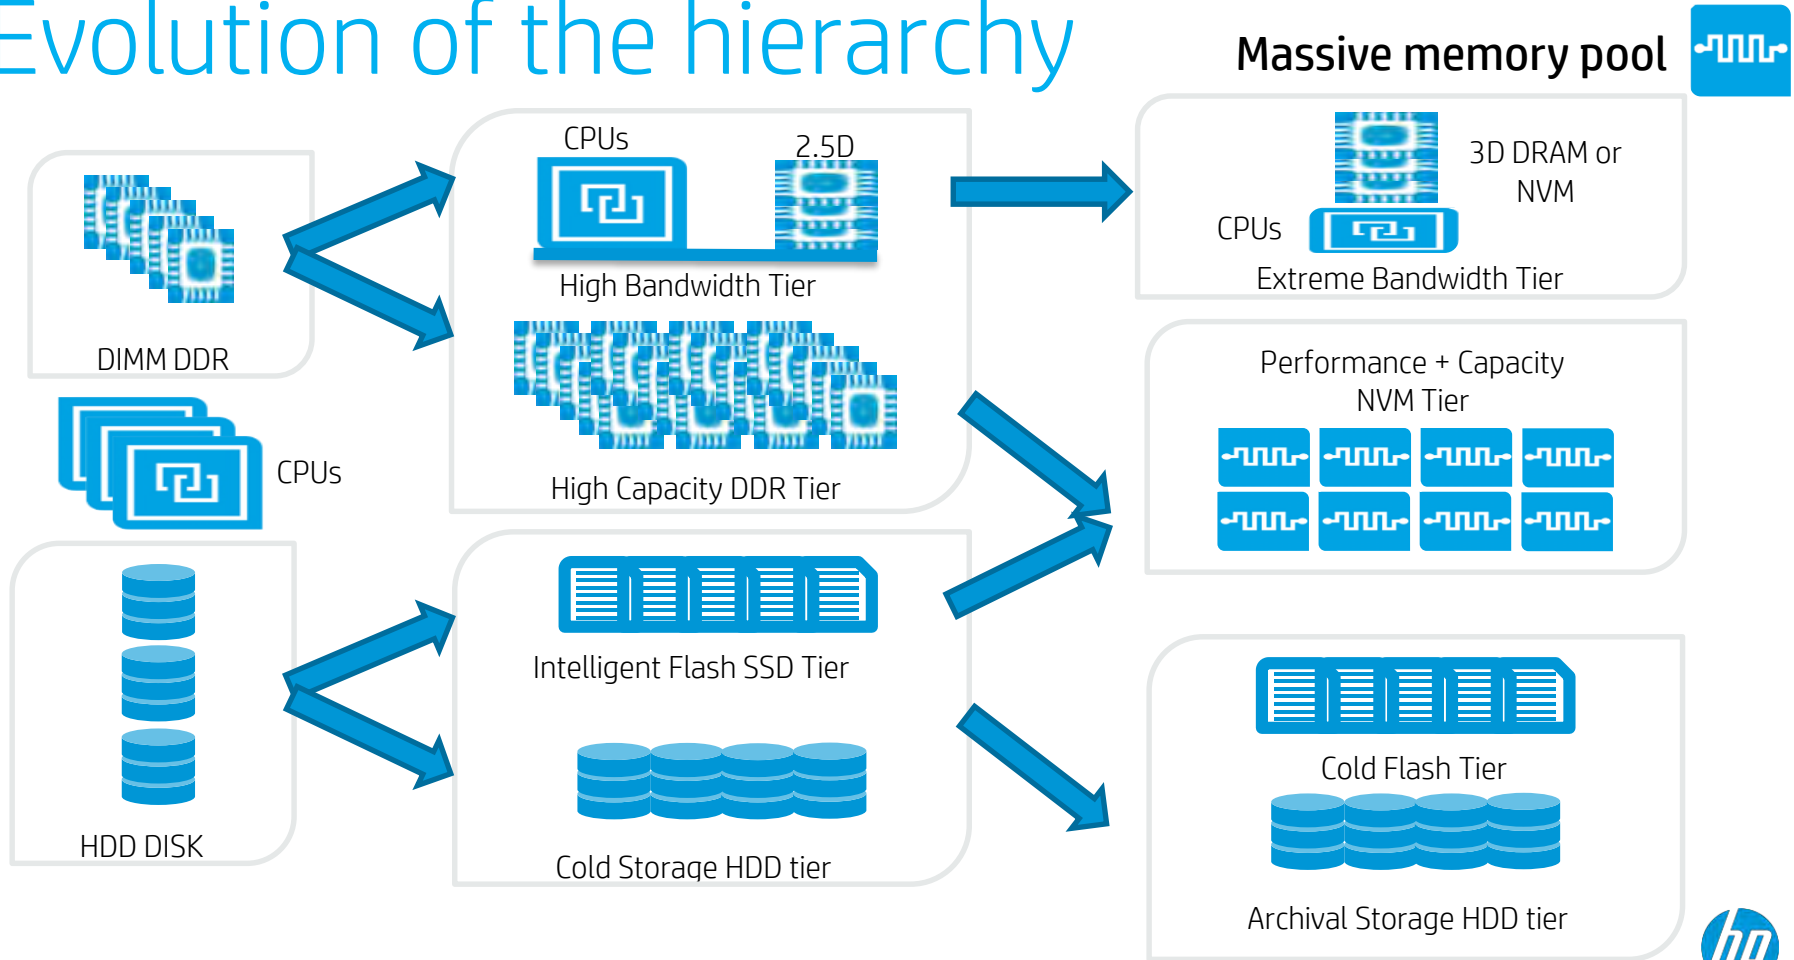 Evolution of the hierarchy
Massive memory pool
DIMM DDR
CPUs
HDD DISK
CPUs
2.5D
High Bandwidth Tier
High Capacity DDR Tier
Intelligent Flash SSD Tier
Cold Storage HDD tier
3D DRAM or
NVM
CPUs
Extreme Bandwidth Tier
Performance + Capacity
NVM Tier
Cold Flash Tier
Archival Storage HDD tier
hp